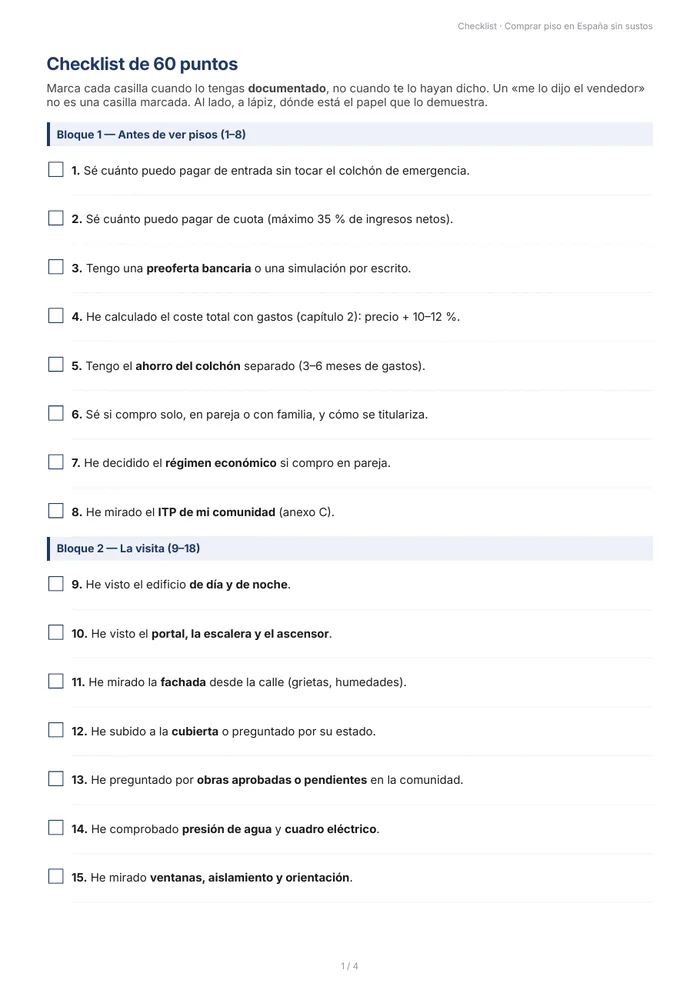 Checklist · Comprar piso en España sin sustos
Checklist de 60 puntos
Marca cada casilla cuando lo tengas documentado, no cuando te lo hayan dicho. Un «me lo dijo el vendedor»
no es una casilla marcada. Al lado, a lápiz, dónde está el papel que lo demuestra.
Bloque 1 — Antes de ver pisos (1–8)
1. Sé cuánto puedo pagar de entrada sin tocar el colchón de emergencia.
2. Sé cuánto puedo pagar de cuota (máximo 35 % de ingresos netos).
3. Tengo una preoferta bancaria o una simulación por escrito.
4. He calculado el coste total con gastos (capítulo 2): precio + 10–12 %.
5. Tengo el ahorro del colchón separado (3–6 meses de gastos).
6. Sé si compro solo, en pareja o con familia, y cómo se titulariza.
7. He decidido el régimen económico si compro en pareja.
8. He mirado el ITP de mi comunidad (anexo C).
Bloque 2 — La visita (9–18)
9. He visto el edificio de día y de noche.
10. He visto el portal, la escalera y el ascensor.
11. He mirado la fachada desde la calle (grietas, humedades).
12. He subido a la cubierta o preguntado por su estado.
13. He preguntado por obras aprobadas o pendientes en la comunidad.
14. He comprobado presión de agua y cuadro eléctrico.
15. He mirado ventanas, aislamiento y orientación.
1 / 4